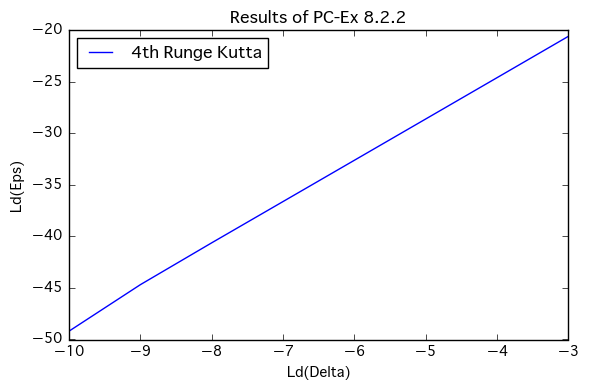 Results of PC-Ex 8.2.2
4th Runge Kutta
−20
−25
−30
−35
−40
−45
−50
Ld(Eps)
−10 −9 −8 −7 −6 −5 −4 −3
Ld(Delta)